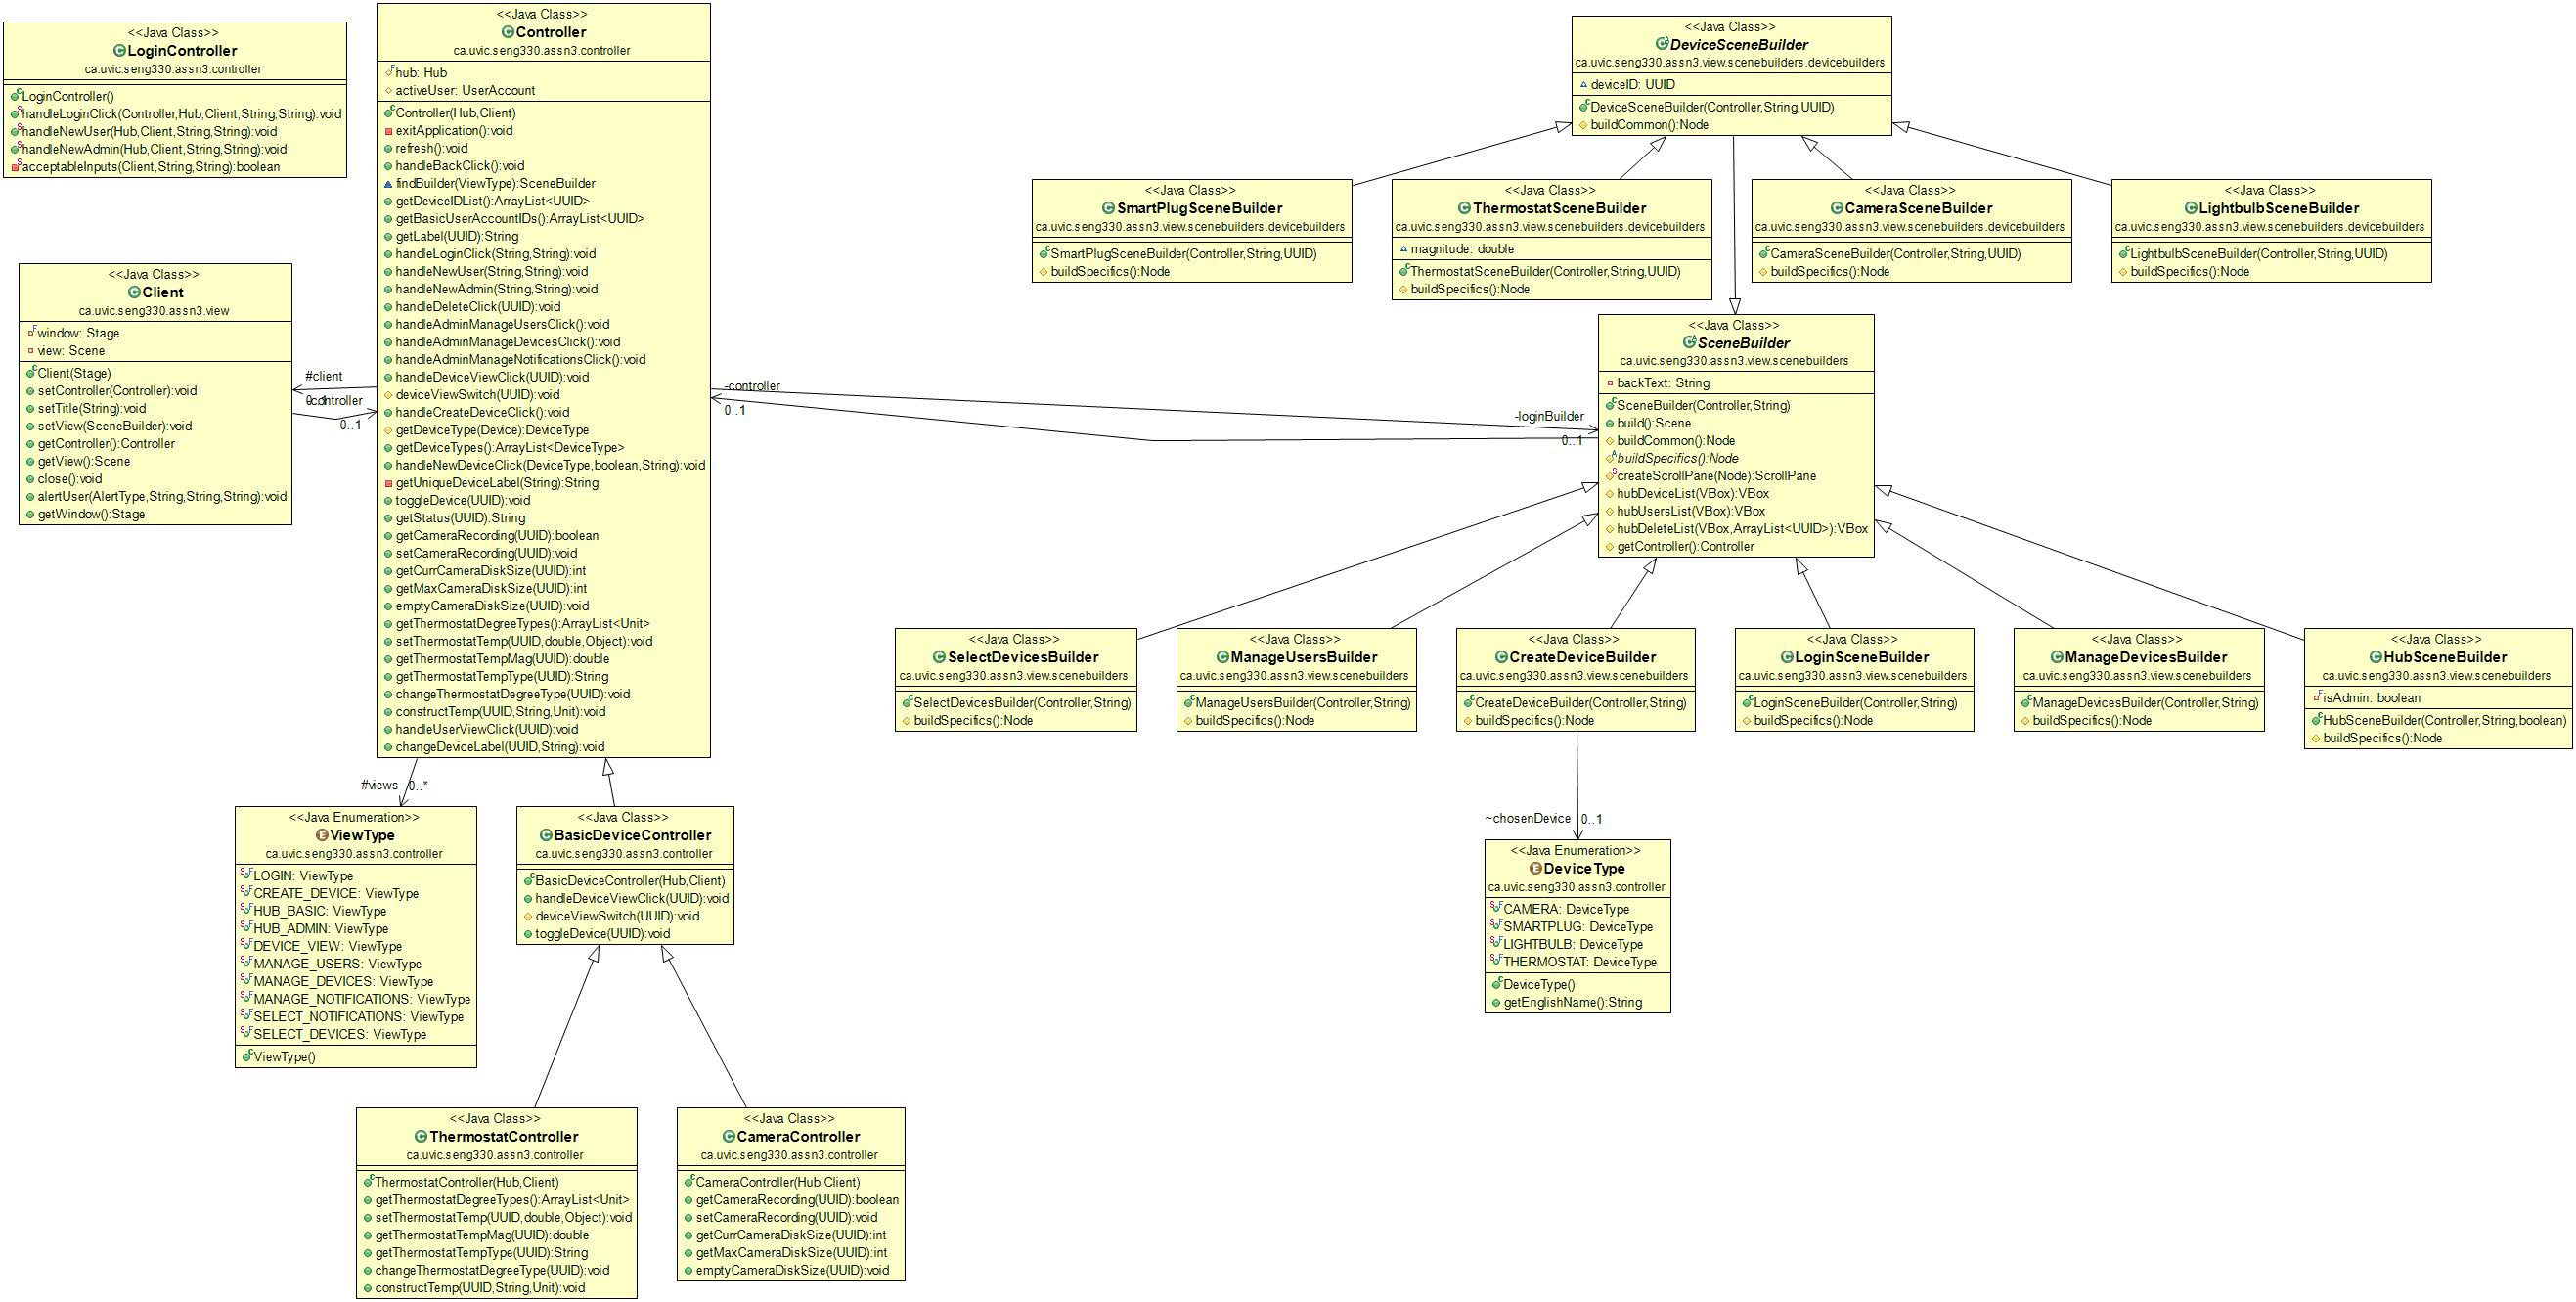 <<Java Class>>
LoginController
ca.uvic.seng330.assn3.controller
LoginController()
handleLoginClick(Controller,Hub,Client,String,String):void
handleNewUser(Hub,Client,String,String):void
handleNewAdmin(Hub,Client,String,String):void
acceptableInputs(Client,String,String):boolean
<<Java Class>>
Client
ca.uvic.seng330.assn3.view
window: Stage
view: Scene
Client(Stage)
setController(Controller):void
setTitle(String):void
setView(SceneBuilder):void
getController():Controller
getView():Scene
close():void
alertUser(AlertType,String,String,String):void
getWindow():Stage
#client
0..1
-controller
0..1
<<Java Class>>
Controller
ca.uvic.seng330.assn3.controller
hub: Hub
activeUser: UserAccount
Controller(Hub,Client)
exitApplication():void
refresh():void
handleBackClick():void
findBuilder(ViewType):SceneBuilder
getDeviceIDList():ArrayList<UUID>
getBasicUserAccountIDs():ArrayList<UUID>
getLabel(UUID):String
handleLoginClick(String,String):void
handleNewUser(String,String):void
handleNewAdmin(String,String):void
handleDeleteClick(UUID):void
handleAdminManageUsersClick():void
handleAdminManageDevicesClick():void
handleAdminManageNotificationsClick():void
handleDeviceViewClick(UUID):void
deviceViewSwitch(UUID):void
handleCreateDeviceClick():void
getDeviceType(Device):DeviceType
getDeviceTypes():ArrayList<DeviceType>
handleNewDeviceClick(DeviceType,boolean,String):void
getUniqueDeviceLabel(String):String
toggleDevice(UUID):void
getStatus(UUID):String
getCameraRecording(UUID):boolean
setCameraRecording(UUID):void
getCurrCameraDiskSize(UUID):int
getMaxCameraDiskSize(UUID):int
emptyCameraDiskSize(UUID):void
getThermostatDegreeTypes():ArrayList<Unit>
setThermostatTemp(UUID,double,Object):void
getThermostatTempMag(UUID):double
getThermostatTempType(UUID):String
changeThermostatDegreeType(UUID):void
constructTemp(UUID,String,Unit):void
handleUserViewClick(UUID):void
changeDeviceLabel(UUID,String):void
-controller
0..1
-loginBuilder
0..1
#views
0..*
<<Java Enumeration>>
ViewType
ca.uvic.seng330.assn3.controller
LOGIN: ViewType
CREATE_DEVICE: ViewType
HUB_BASIC: ViewType
HUB_ADMIN: ViewType
DEVICE_VIEW: ViewType
MANAGE_USERS: ViewType
MANAGE_DEVICES: ViewType
MANAGE_NOTIFICATIONS: ViewType
SELECT_NOTIFICATIONS: ViewType
SELECT_DEVICES: ViewType
ViewType()
<<Java Class>>
BasicDeviceController
ca.uvic.seng330.assn3.controller
BasicDeviceController(Hub,Client)
handleDeviceViewClick(UUID):void
deviceViewSwitch(UUID):void
toggleDevice(UUID):void
<<Java Class>>
ThermostatController
ca.uvic.seng330.assn3.controller
ThermostatController(Hub,Client)
getThermostatDegreeTypes():ArrayList<Unit>
setThermostatTemp(UUID,double,Object):void
getThermostatTempMag(UUID):double
getThermostatTempType(UUID):String
changeThermostatDegreeType(UUID):void
constructTemp(UUID,String,Unit):void
<<Java Class>>
CameraController
ca.uvic.seng330.assn3.controller
CameraController(Hub,Client)
getCameraRecording(UUID):boolean
setCameraRecording(UUID):void
getCurrCameraDiskSize(UUID):int
getMaxCameraDiskSize(UUID):int
emptyCameraDiskSize(UUID):void
<<Java Class>>
DeviceSceneBuilder
ca.uvic.seng330.assn3.view.scenebuilders.devicebuilders
deviceID: UUID
DeviceSceneBuilder(Controller,String,UUID)
buildCommon():Node
<<Java Class>>
SmartPlugSceneBuilder
ca.uvic.seng330.assn3.view.scenebuilders.devicebuilders
SmartPlugSceneBuilder(Controller,String,UUID)
buildSpecifics():Node
<<Java Class>>
ThermostatSceneBuilder
ca.uvic.seng330.assn3.view.scenebuilders.devicebuilders
magnitude: double
ThermostatSceneBuilder(Controller,String,UUID)
buildSpecifics():Node
<<Java Class>>
CameraSceneBuilder
ca.uvic.seng330.assn3.view.scenebuilders.devicebuilders
CameraSceneBuilder(Controller,String,UUID)
buildSpecifics():Node
<<Java Class>>
LightbulbSceneBuilder
ca.uvic.seng330.assn3.view.scenebuilders.devicebuilders
LightbulbSceneBuilder(Controller,String,UUID)
buildSpecifics():Node
<<Java Class>>
SceneBuilder
ca.uvic.seng330.assn3.view.scenebuilders
backText: String
SceneBuilder(Controller,String)
build():Scene
buildCommon():Node
buildSpecifics():Node
createScrollPane(Node):ScrollPane
hubDeviceList(VBox):VBox
hubUsersList(VBox):VBox
hubDeleteList(VBox,ArrayList<UUID>):VBox
getController():Controller
<<Java Class>>
SelectDevicesBuilder
ca.uvic.seng330.assn3.view.scenebuilders
SelectDevicesBuilder(Controller,String)
buildSpecifics():Node
<<Java Class>>
ManageUsersBuilder
ca.uvic.seng330.assn3.view.scenebuilders
ManageUsersBuilder(Controller,String)
buildSpecifics():Node
<<Java Class>>
CreateDeviceBuilder
ca.uvic.seng330.assn3.view.scenebuilders
CreateDeviceBuilder(Controller,String)
buildSpecifics():Node
<<Java Class>>
LoginSceneBuilder
ca.uvic.seng330.assn3.view.scenebuilders
LoginSceneBuilder(Controller,String)
buildSpecifics():Node
<<Java Class>>
ManageDevicesBuilder
ca.uvic.seng330.assn3.view.scenebuilders
ManageDevicesBuilder(Controller,String)
buildSpecifics():Node
<<Java Class>>
HubSceneBuilder
ca.uvic.seng330.assn3.view.scenebuilders
isAdmin: boolean
HubSceneBuilder(Controller,String,boolean)
buildSpecifics():Node
~chosenDevice
0..1
<<Java Enumeration>>
DeviceType
ca.uvic.seng330.assn3.controller
CAMERA: DeviceType
SMARTPLUG: DeviceType
LIGHTBULB: DeviceType
THERMOSTAT: DeviceType
DeviceType()
getEnglishName():String